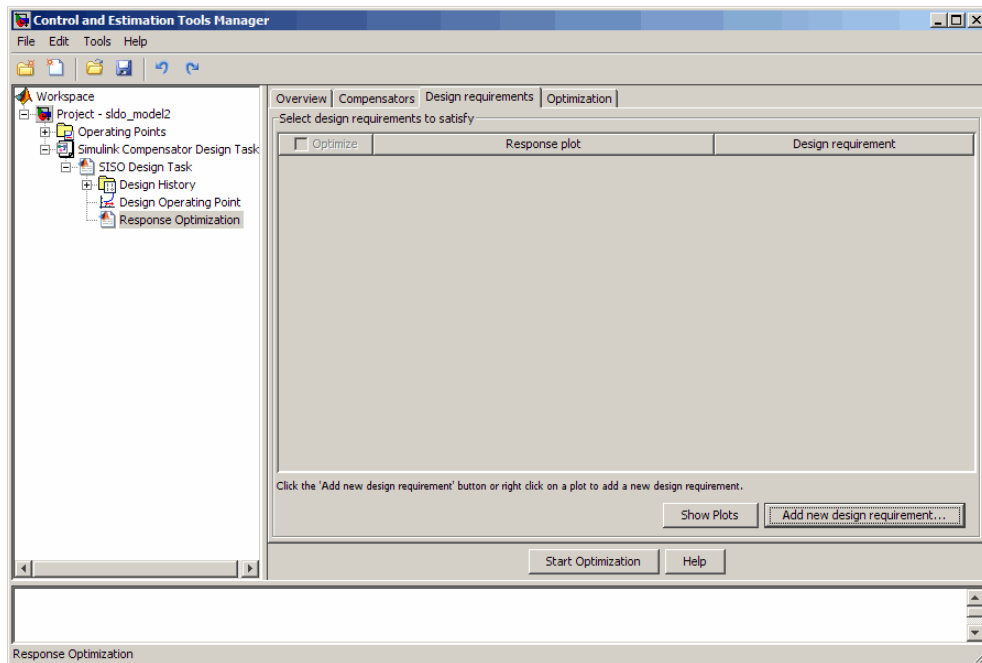 Control and Estimation Tools Manager
File Edit Tools Help
Workspace
Project - sldo_model2
Operating Points
Simulink Compensator Design Task
SISO Design Task
Design History
Design Operating Point
Response Optimization
Overview Compensators Design requirements Optimization
Select design requirements to satisfy
Optimize Response plot Design requirement
Click the 'Add new design requirement' button or right click on a plot to add a new design requirement.
Show Plots Add new design requirement...
Start Optimization Help
Response Optimization